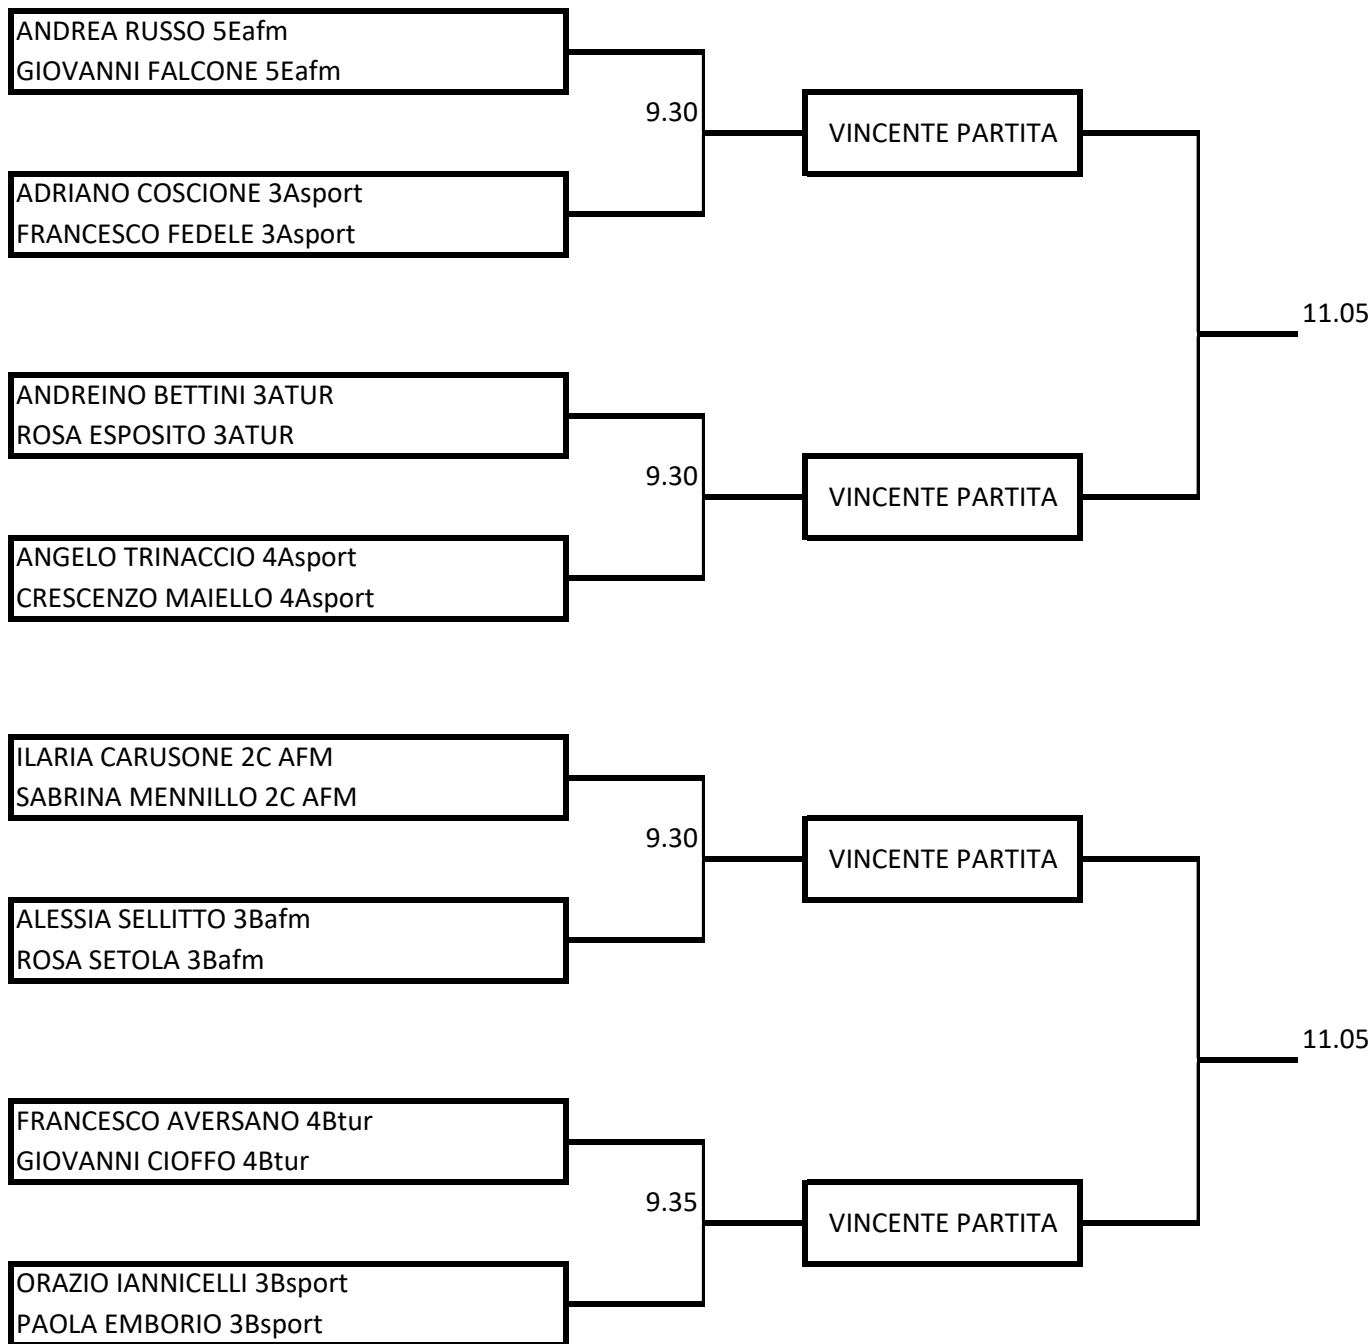 ANDREA RUSSO 5Eafm
GIOVANNI FALCONE 5Eafm
9.30
VINCENTE PARTITA
ADRIANO COSCIONE 3Asport
FRANCESCO FEDELE 3Asport
11.05
ANDREINO BETTINI 3ATUR
ROSA ESPOSITO 3ATUR
9.30
VINCENTE PARTITA
ANGELO TRINACCIO 4Asport
CRESCENZO MAIELLO 4Asport
ILARIA CARUSONE 2C AFM
SABRINA MENNILLO 2C AFM
9.30
VINCENTE PARTITA
ALESSIA SELLITTO 3Bafm
ROSA SETOLA 3Bafm
11.05
FRANCESCO AVERSANO 4Btur
GIOVANNI CIOFFO 4Btur
9.35
VINCENTE PARTITA
ORAZIO IANNICELLI 3Bsport
PAOLA EMBORIO 3Bsport